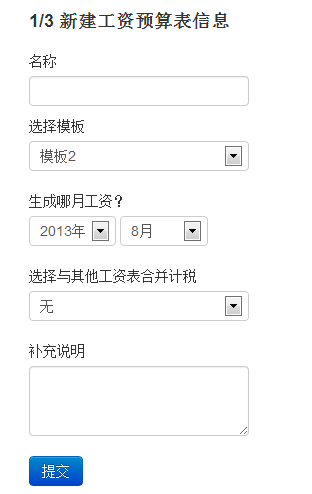 1/3 新建工资预算表信息
名称
选择模板
模板2
生成哪月工资？
2013年 8月
选择与其他工资表合并计税
无
补充说明
提交